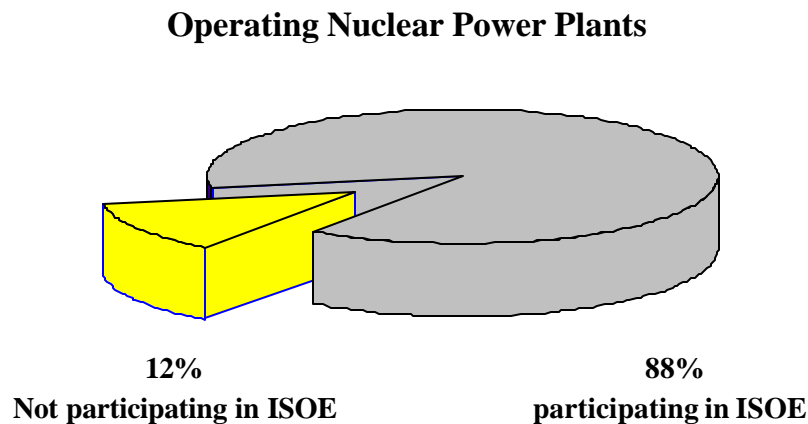 Operating Nuclear Power Plants
12%
Not participating in ISOE
88%
participating in ISOE